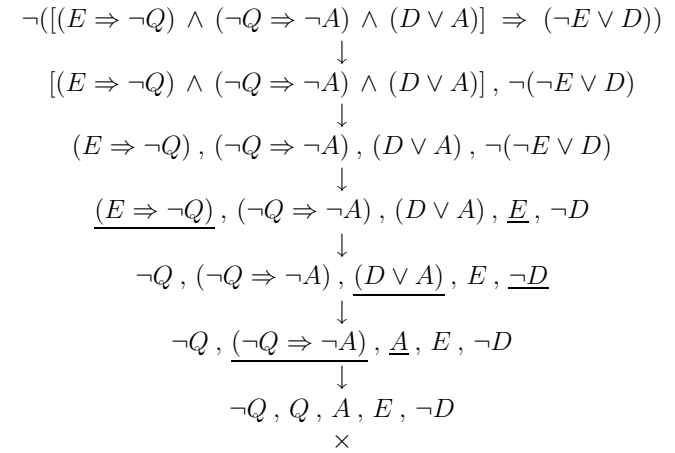 ¬([(E ⇒ ¬Q) ∧ (¬Q ⇒ ¬A) ∧ (D ∨ A)] ⇒ (¬E ∨ D))
↓
[(E ⇒ ¬Q) ∧ (¬Q ⇒ ¬A) ∧ (D ∨ A)] , ¬(¬E ∨ D)
↓
(E ⇒ ¬Q) , (¬Q ⇒ ¬A) , (D ∨ A) , ¬(¬E ∨ D)
↓
(E ⇒ ¬Q) , (¬Q ⇒ ¬A) , (D ∨ A) , E , ¬D
↓
¬Q , (¬Q ⇒ ¬A) , (D ∨ A) , E , ¬D
↓
¬Q , (¬Q ⇒ ¬A) , A , E , ¬D
↓
¬Q , Q , A , E , ¬D
×